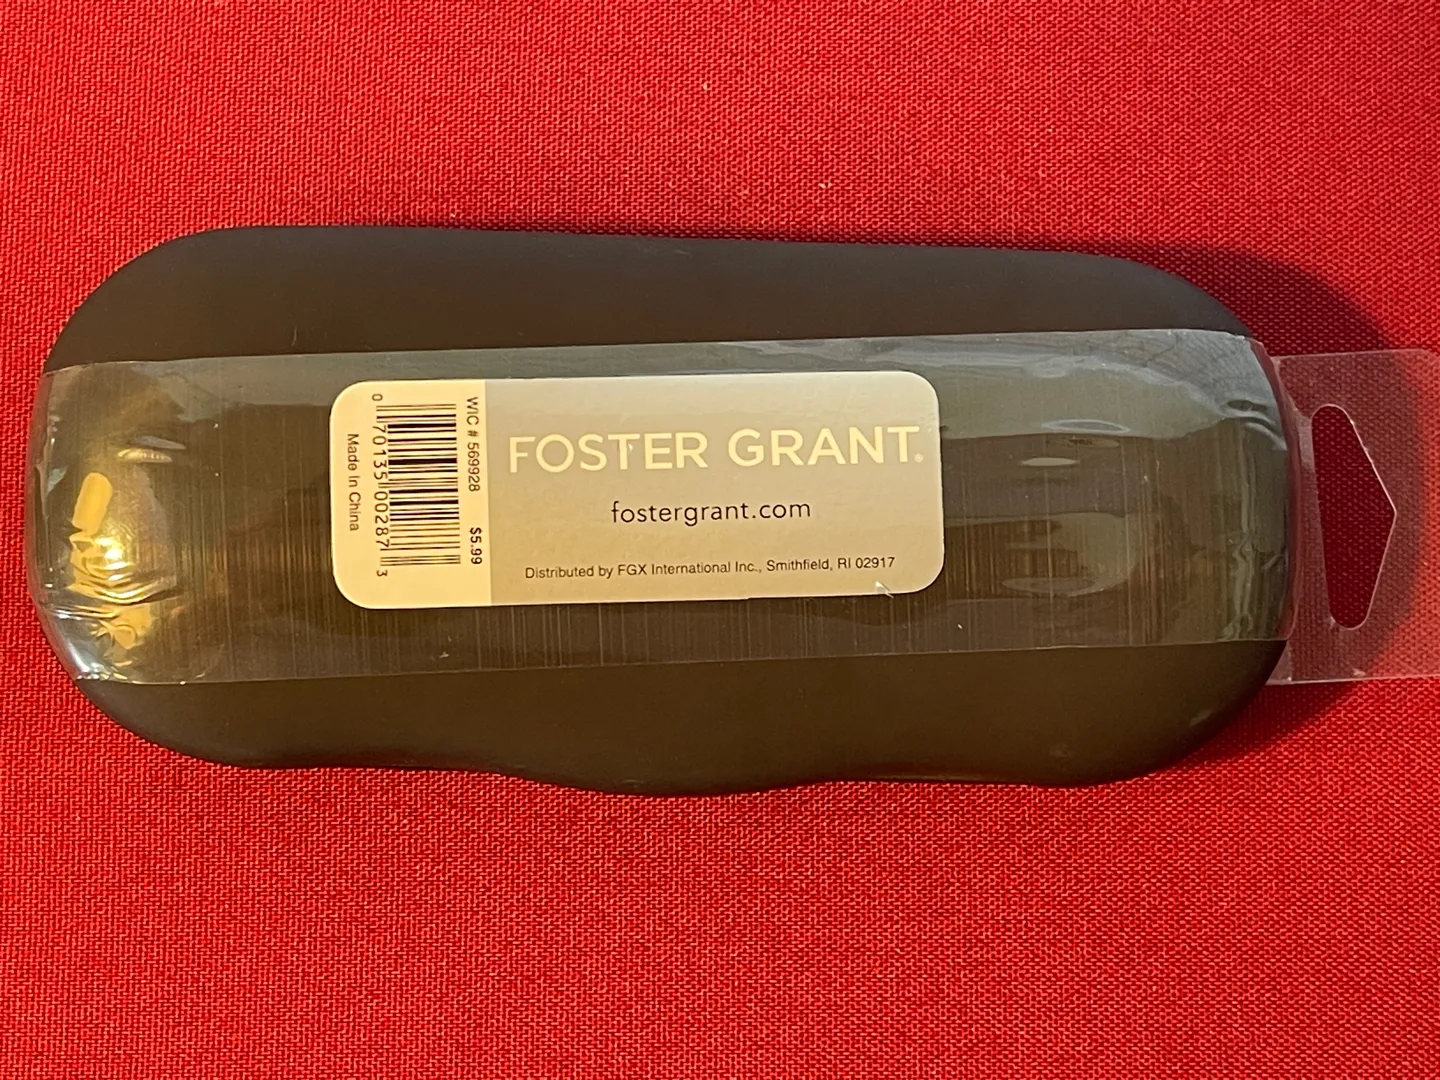 FOSTER GRANT®
fostergrant.com
Distributed by FGX International Inc., Smithfield, RI 02917
WIC # 569928 $5.99
0 70135 00287 3
Made in China